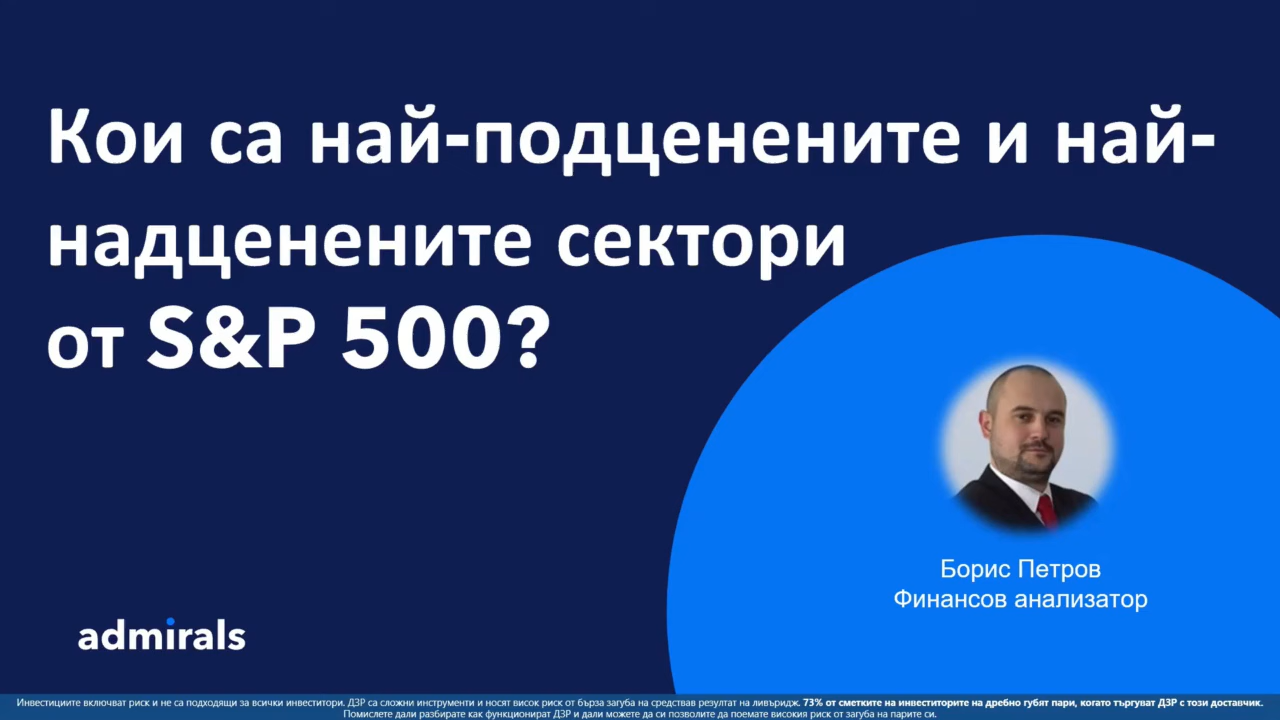 Кои са най-подценените и най-
надценените сектори
от S&P 500?
Борис Петров
Финансов анализатор
admirals
Инвестициите включват риск и не са подходящи за всички инвеститори. ДЗР са сложни инструменти и носят висок риск от бърза загуба на средствав резултат на ливъридж. 73% от сметките на инвеститорите на дребно губят пари, когато търгуват ДЗР с този доставчик.
Помислете дали разбирате как функционират ДЗР и дали можете да си позволите да поемате високия риск от загуба на парите си.